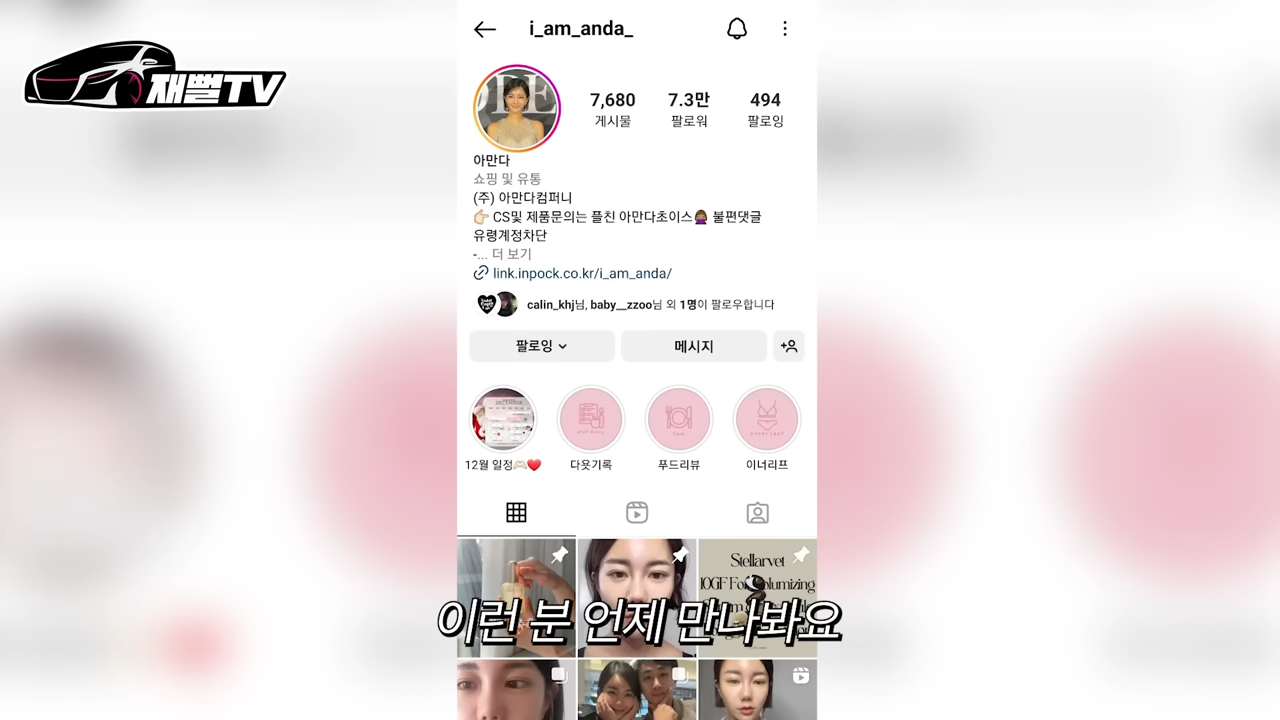 재뻘TV
i_am_anda_
7,680
7.3만
494
게시물
팔로워
팔로잉
아만다
쇼핑 및 유통
(주) 아만다컴퍼니
👉🏻 CS및 제품문의는 플친 아만다초이스🙅🏽‍♀️ 불편댓글
유령계정차단
-... 더 보기
link.inpock.co.kr/i_am_anda/
calin_khj님, baby__zzoo님 외 1명이 팔로우합니다
팔로잉
메시지
12월 일정🫶🏻❤️
다욧기록
푸드리뷰
이너리프
Stellarvet
10GF For
이런 분 언제 만나봐요